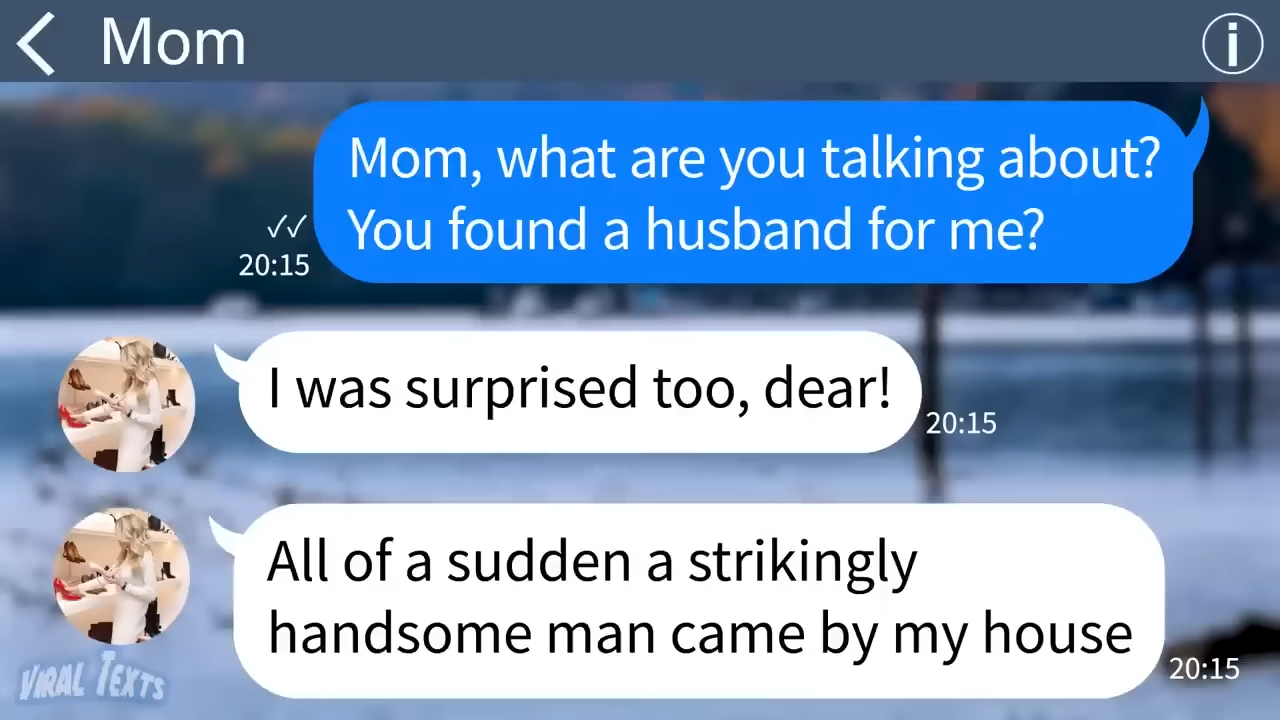 Mom
i
Mom, what are you talking about?
You found a husband for me?
20:15
I was surprised too, dear!
20:15
All of a sudden a strikingly
handsome man came by my house
20:15
VIRAL TEXTS